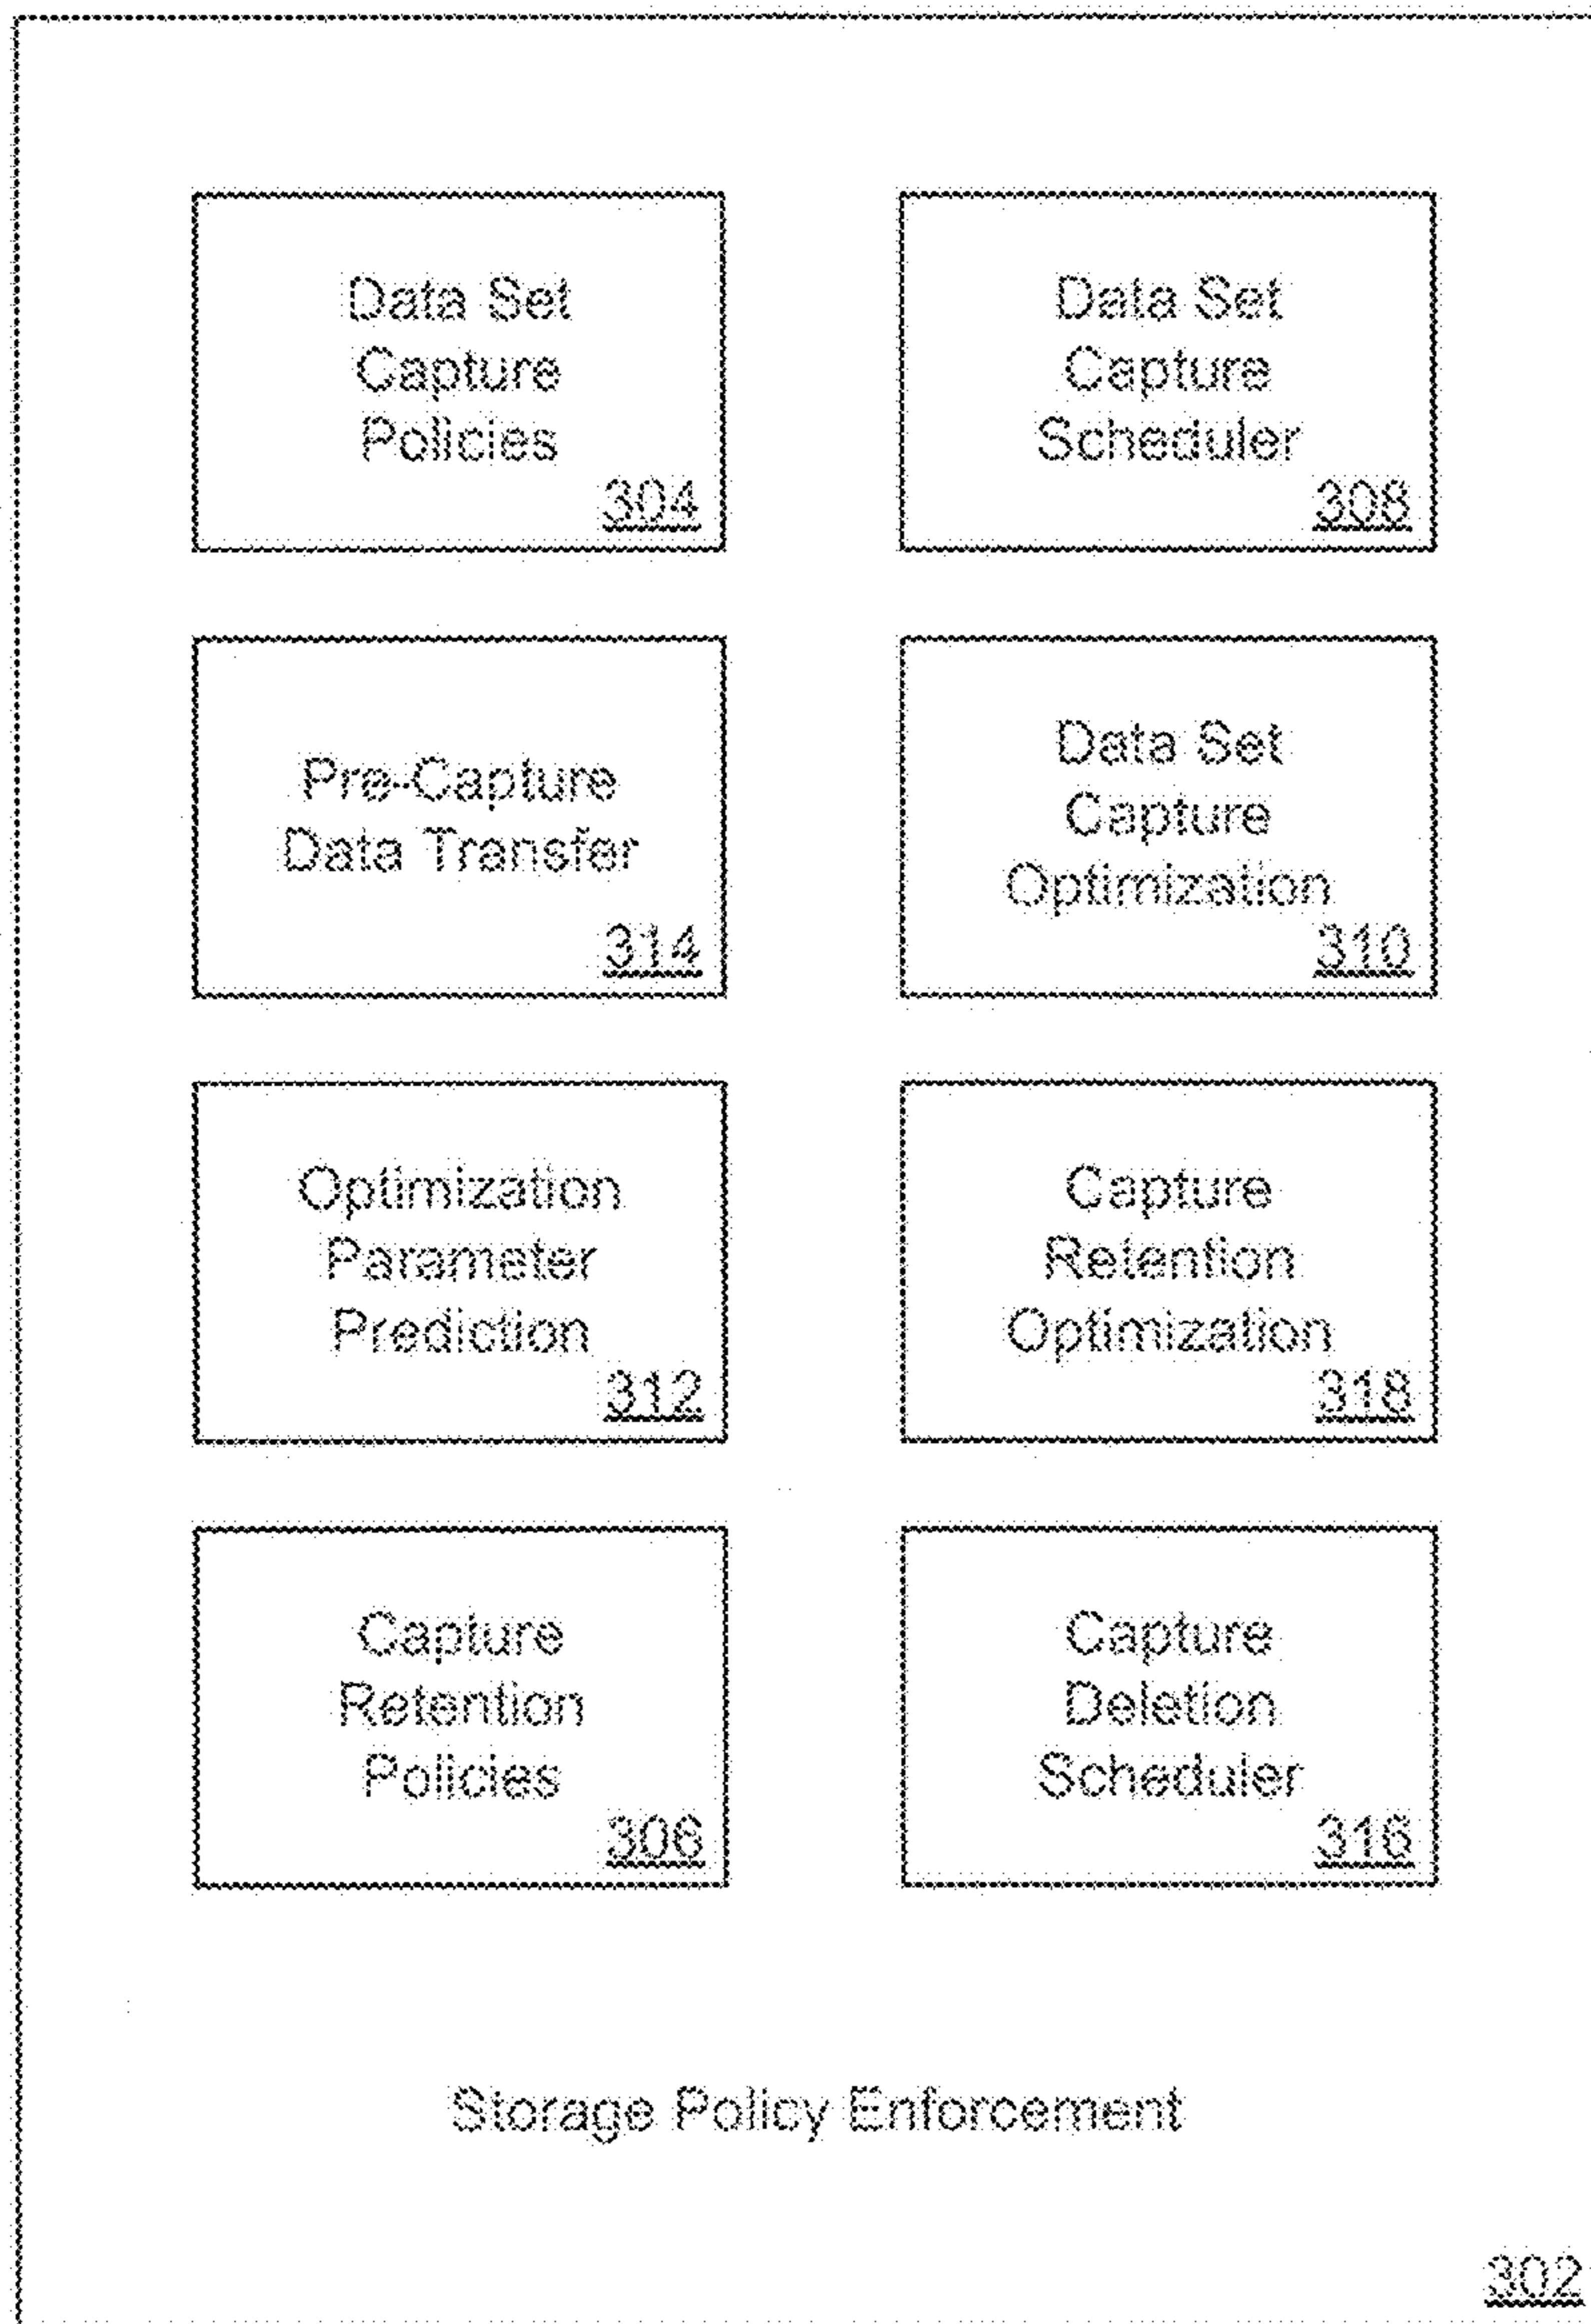 Data Set
Capture
Policies
304
Data Set
Capture
Scheduler
308
Pre-Capture
Data Transfer
314
Data Set
Capture
Optimization
310
Optimization
Parameter
Prediction
312
Capture
Retention
Optimization
318
Capture
Retention
Policies
306
Capture
Deletion
Scheduler
316
Storage Policy Enforcement
302